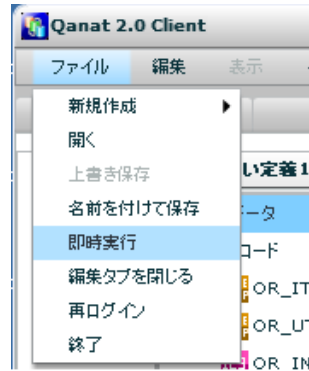 Qanat 2.0 Client
ファイル 編集 表示
新規作成
開く
上書き保存
名前を付けて保存
即時実行
編集タブを閉じる
再ログイン
終了
い定義1
ータ
コード
OR_IT
OR_UT
OR_IN